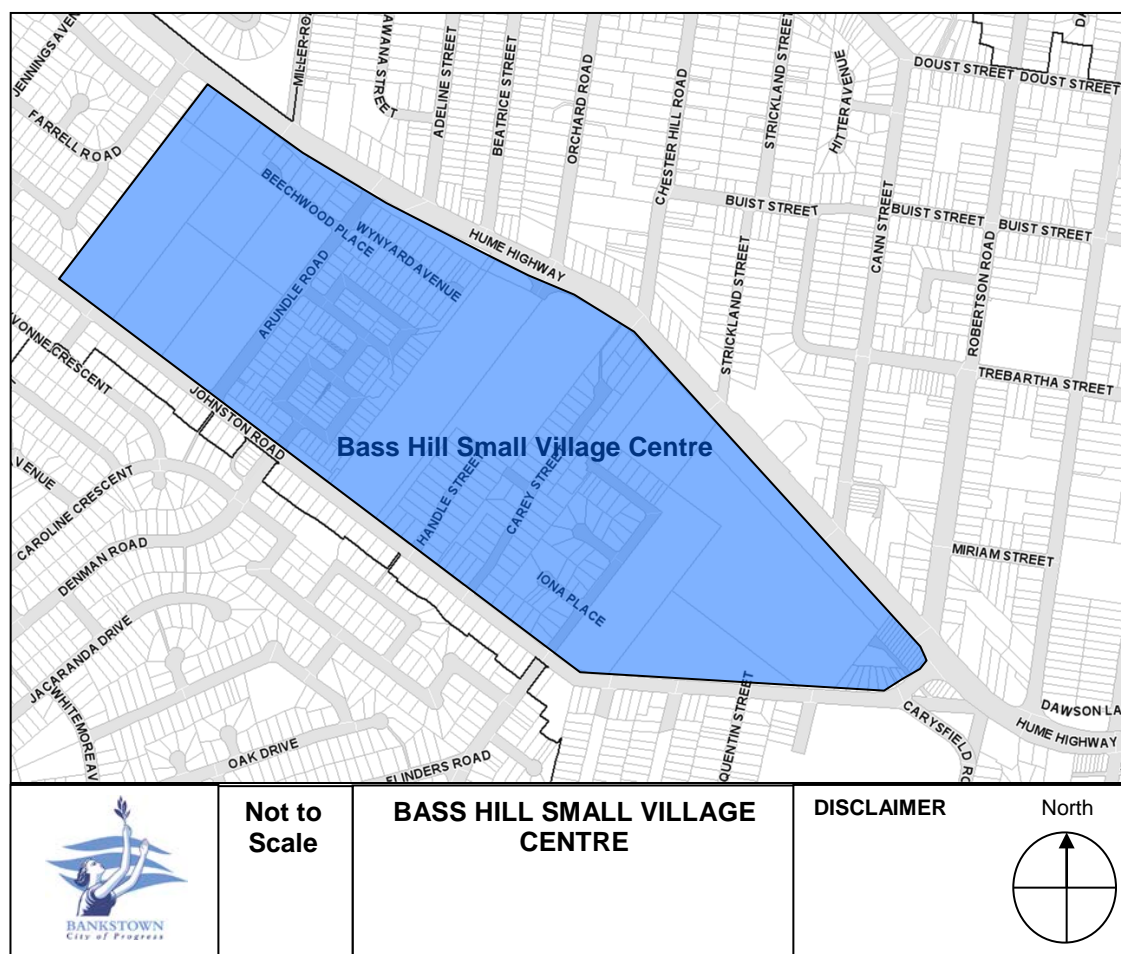 JENNINGS AVEN
FARRELL ROAD
MILLER RO
AWANA STREET
ADELINE STREET
BEATRICE STREET
ORCHARD ROAD
CHESTER HILL ROAD
STRICKLAND STREET
HITTER AVENUE
DOUST STREET
DOUST STREET
BUIST STREET
BUIST STREET
BUIST STREET
CANN STREET
ROBERTSON ROAD
STRICKLAND STREET
TREBARTHA STREET
MIRIAM STREET
HUME HIGHWAY
BEECHWOOD PLACE
WYNYARD AVENUE
ARUNDLE ROAD
Bass Hill Small Village Centre
HANDLE STREET
CAREY STREET
IONA PLACE
VONNE CRESCENT
JOHNSTON ROAD
AVENUE
CAROLINE CRESCENT
DENMAN ROAD
JACARANDA DRIVE
WHITEMORE AV
OAK DRIVE
FLINDERS ROAD
QUENTIN STREET
CARYSFIELD RO
DAWSON LA
HUME HIGHWAY
BANKSTOWN
City of Progress
Not to
Scale
BASS HILL SMALL VILLAGE
CENTRE
DISCLAIMER
North